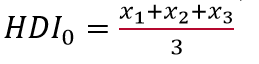 HDI₀ = (x₁+x₂+x₃)/3